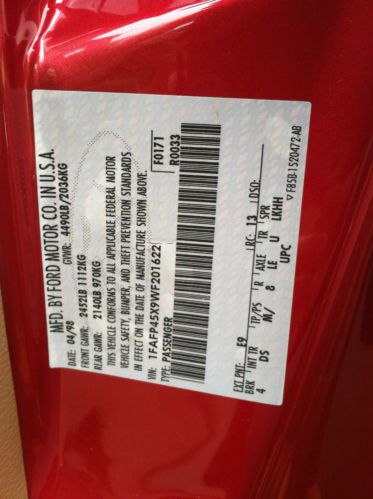 MFD. BY FORD MOTOR CO. IN U.S.A.
DATE: 04/98 GVWR: 4490LB/2036KG
FRONT GAWR: 2452LB 1112KG
REAR GAWR: 2140LB 970KG
THIS VEHICLE CONFORMS TO ALL APPLICABLE FEDERAL MOTOR
VEHICLE SAFETY, BUMPER, AND THEFT PREVENTION STANDARDS
IN EFFECT ON THE DATE OF MANUFACTURE SHOWN ABOVE.
VIN: 1FAFP45X9WF201622 F0171
TYPE: PASSENGER R0033
EXT PNT: E9 RC: 13 DSO:
BRK INT TR TP/PS R AXLE TR SPR
4 DS M/ 8 LE U LKHH
UPC
▽ F85B-1520472-AB